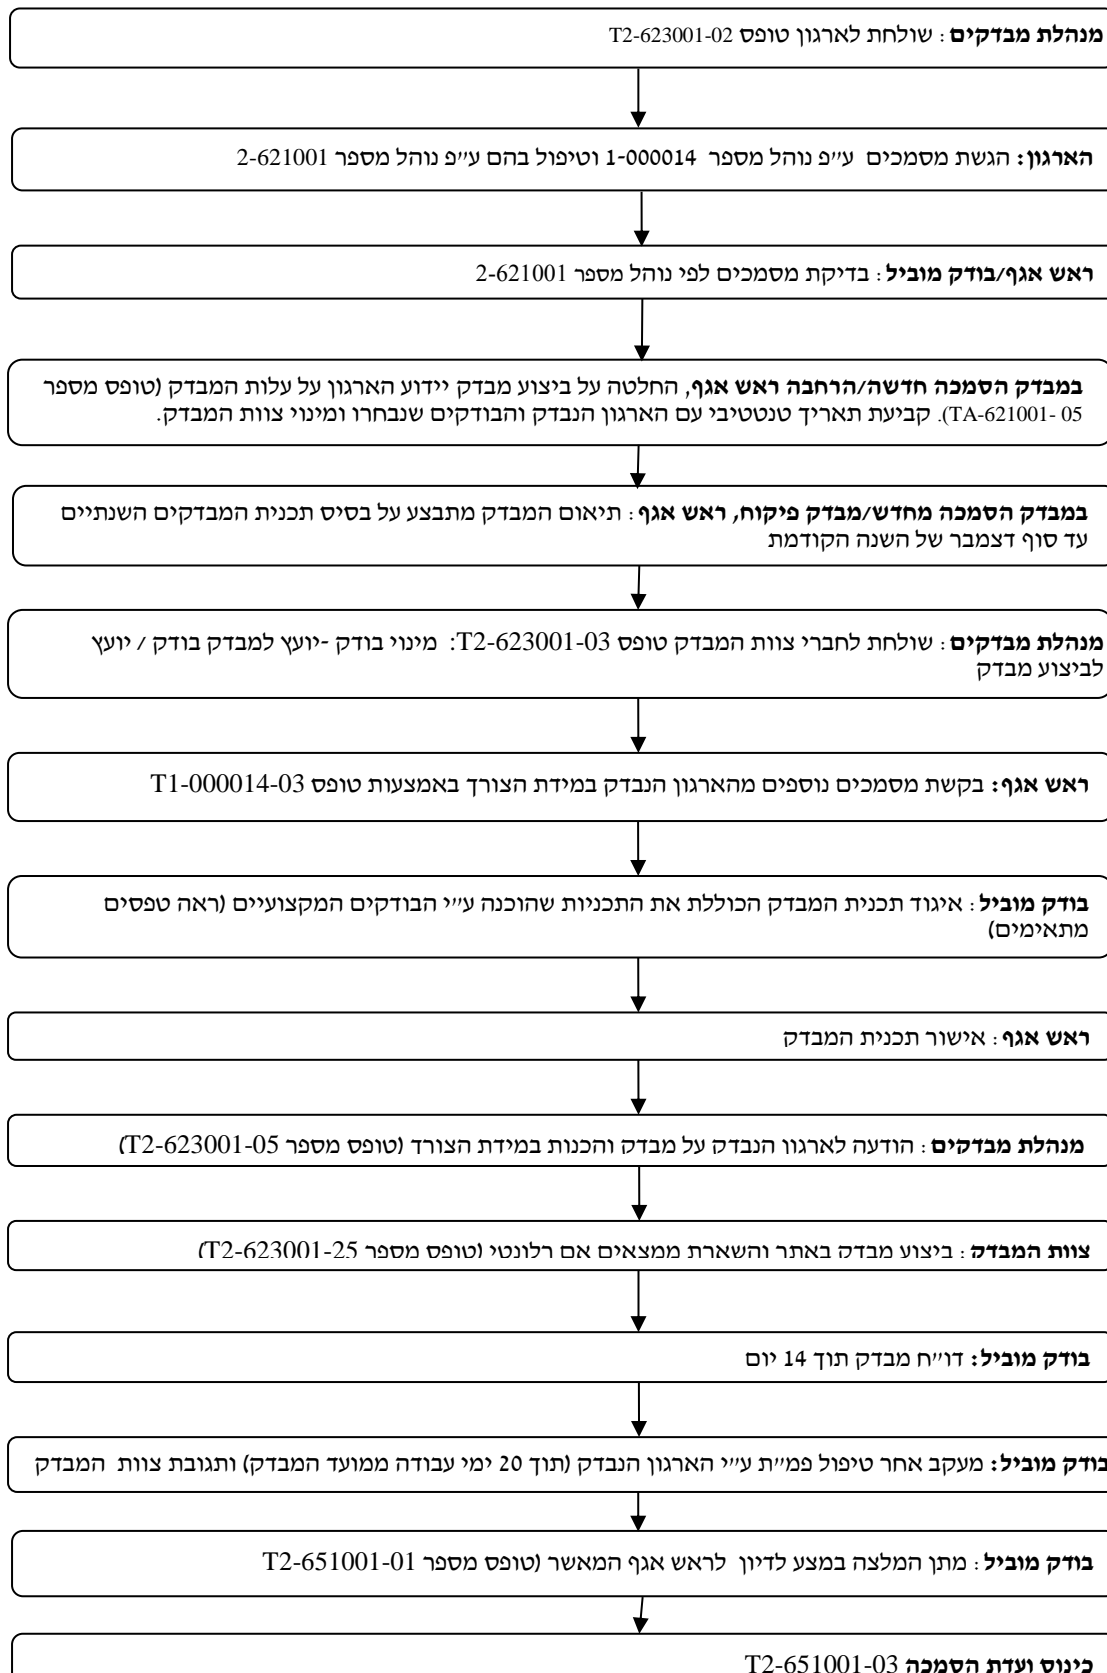 מנהלת מבדקים: שולחת לארגון טופס T2-623001-02
הארגון: הגשת מסמכים ע״פ נוהל מספר 1-000014 וטיפול בהם ע״פ נוהל מספר 2-621001
ראש אגף/בודק מוביל: בדיקת מסמכים לפי נוהל מספר 2-621001
במבדק הסמכה חדשה/הרחבה ראש אגף, החלטה על ביצוע מבדק יידוע הארגון על עלות המבדק (טופס מספר
TA-621001- 05). קביעת תאריך טנטטיבי עם הארגון הנבדק והבודקים שנבחרו ומינוי צוות המבדק.
במבדק הסמכה מחדש/מבדק פיקוח, ראש אגף: תיאום המבדק מתבצע על בסיס תכנית המבדקים השנתיים
עד סוף דצמבר של השנה הקודמת
מנהלת מבדקים: שולחת לחברי צוות המבדק טופס T2-623001-03: מינוי בודק -יועץ למבדק בודק / יועץ
לביצוע מבדק
ראש אגף: בקשת מסמכים נוספים מהארגון הנבדק במידת הצורך באמצעות טופס T1-000014-03
בודק מוביל: איגוד תכנית המבדק הכוללת את התכניות שהוכנה ע״י הבודקים המקצועיים (ראה טפסים
מתאימים)
ראש אגף: אישור תכנית המבדק
מנהלת מבדקים: הודעה לארגון הנבדק על מבדק והכנות במידת הצורך (טופס מספר T2-623001-05)
צוות המבדק: ביצוע מבדק באתר והשארת ממצאים אם רלונטי (טופס מספר T2-623001-25)
בודק מוביל: דו״ח מבדק תוך 14 יום
בודק מוביל: מעקב אחר טיפול פמ״ת ע״י הארגון הנבדק (תוך 20 ימי עבודה ממועד המבדק) ותגובת צוות המבדק
בודק מוביל: מתן המלצה במצע לדיון לראש אגף המאשר (טופס מספר T2-651001-01
כינוס ועדת הסמכה T2-651001-03